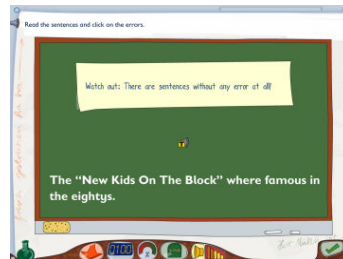 Read the sentences and click on the errors.
Watch out: There are sentences without any error at all!
The “New Kids On The Block” where famous in
the eightys.